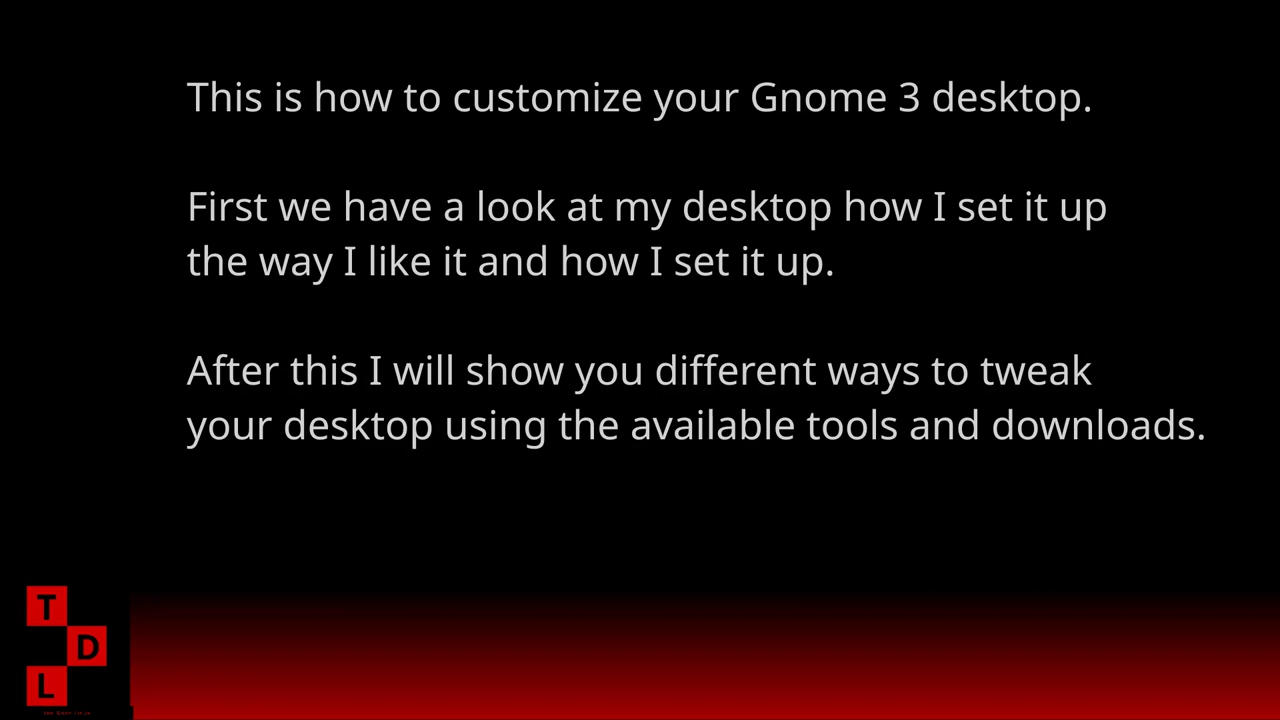 This is how to customize your Gnome 3 desktop.
First we have a look at my desktop how I set it up
the way I like it and how I set it up.
After this I will show you different ways to tweak
your desktop using the available tools and downloads.
T
D
L